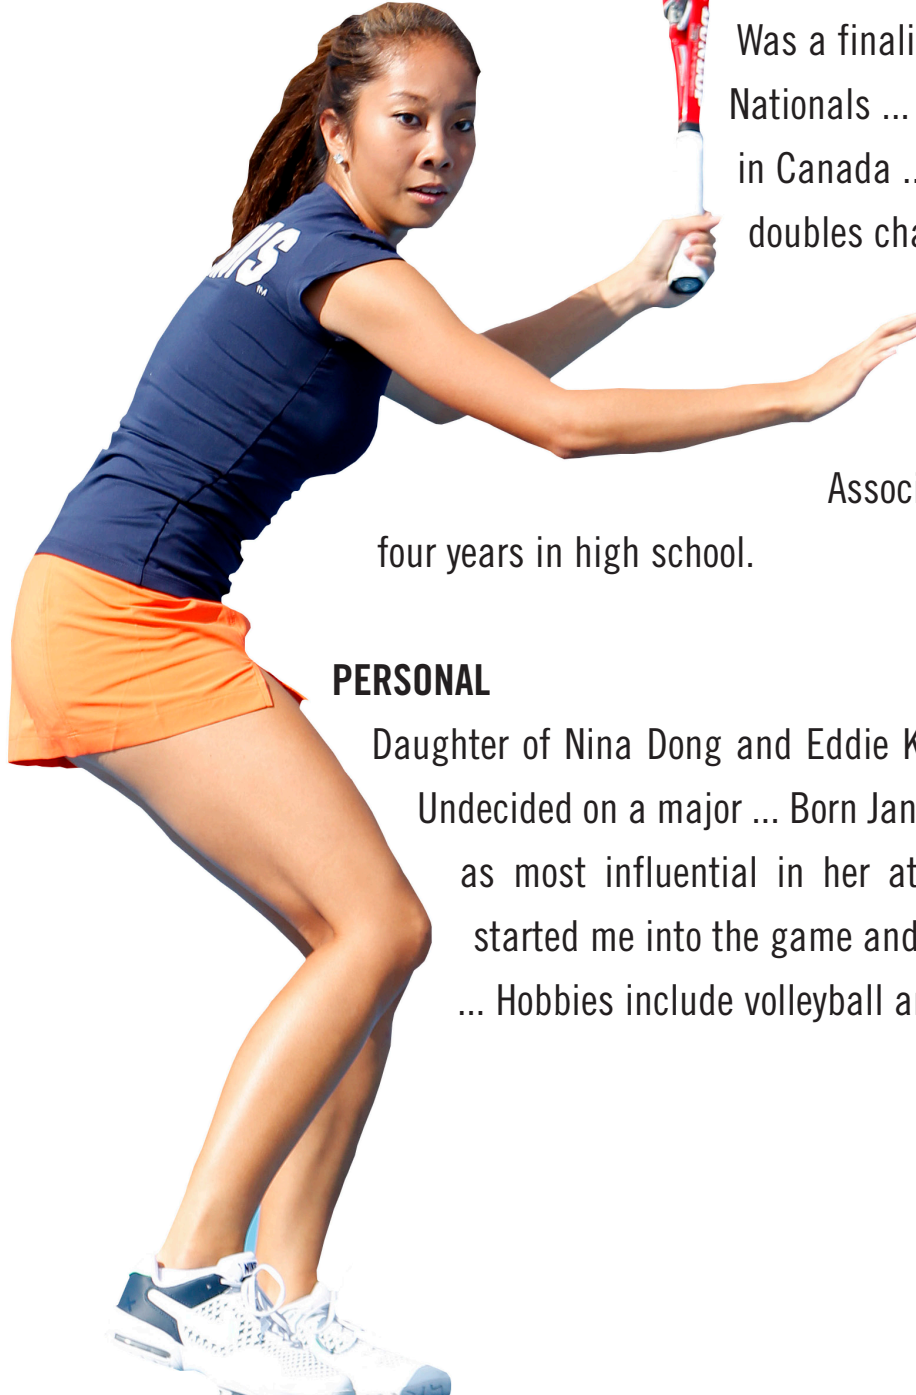 Was a finali
Nationals ...
in Canada ..
doubles cha
Associ
four years in high school.
PERSONAL
Daughter of Nina Dong and Eddie K
Undecided on a major ... Born Jan
as most influential in her at
started me into the game and
... Hobbies include volleyball a